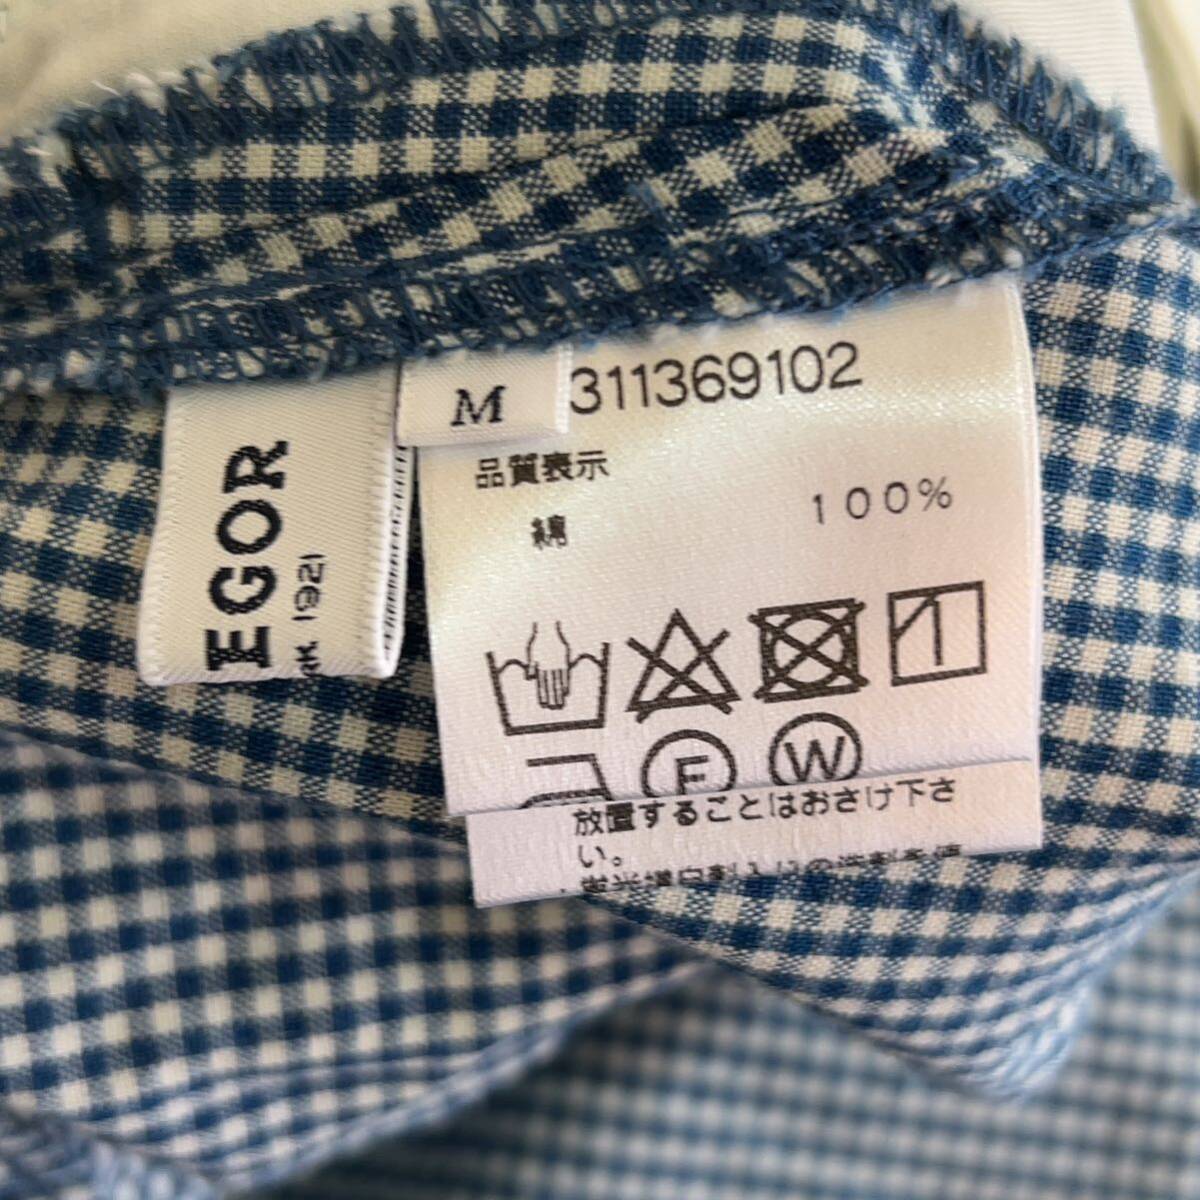 EGOR
1921
M
311369102
品質表示
綿 100%
F W
放置することはおさけ下さ
い。